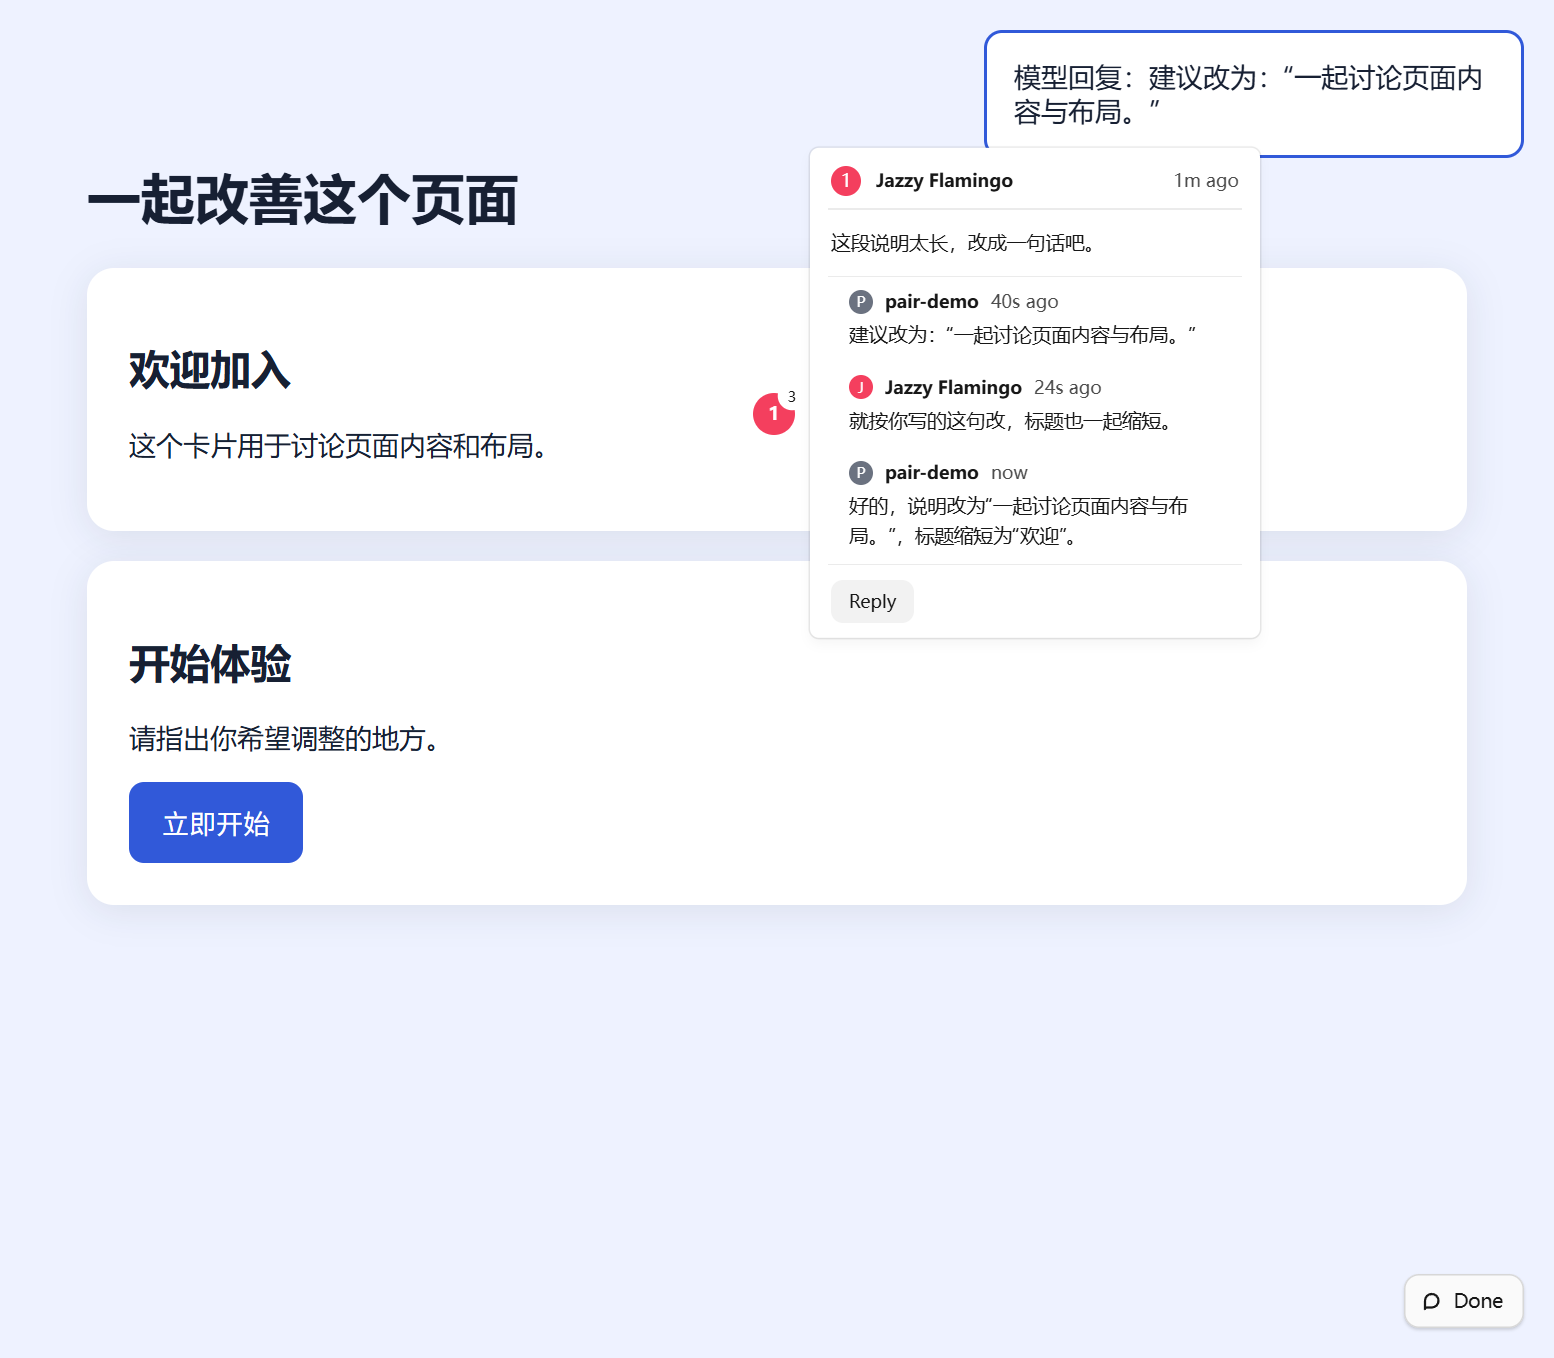 模型回复：建议改为：“一起讨论页面内
容与布局。”
一起改善这个页面
1 Jazzy Flamingo 1m ago
这段说明太长，改成一句话吧。
P pair-demo 40s ago
建议改为：“一起讨论页面内容与布局。”
J Jazzy Flamingo 24s ago
就按你写的这句改，标题也一起缩短。
P pair-demo now
好的，说明改为“一起讨论页面内容与布
局。”，标题缩短为“欢迎”。
Reply
欢迎加入
1 3
这个卡片用于讨论页面内容和布局。
开始体验
请指出你希望调整的地方。
立即开始
Done